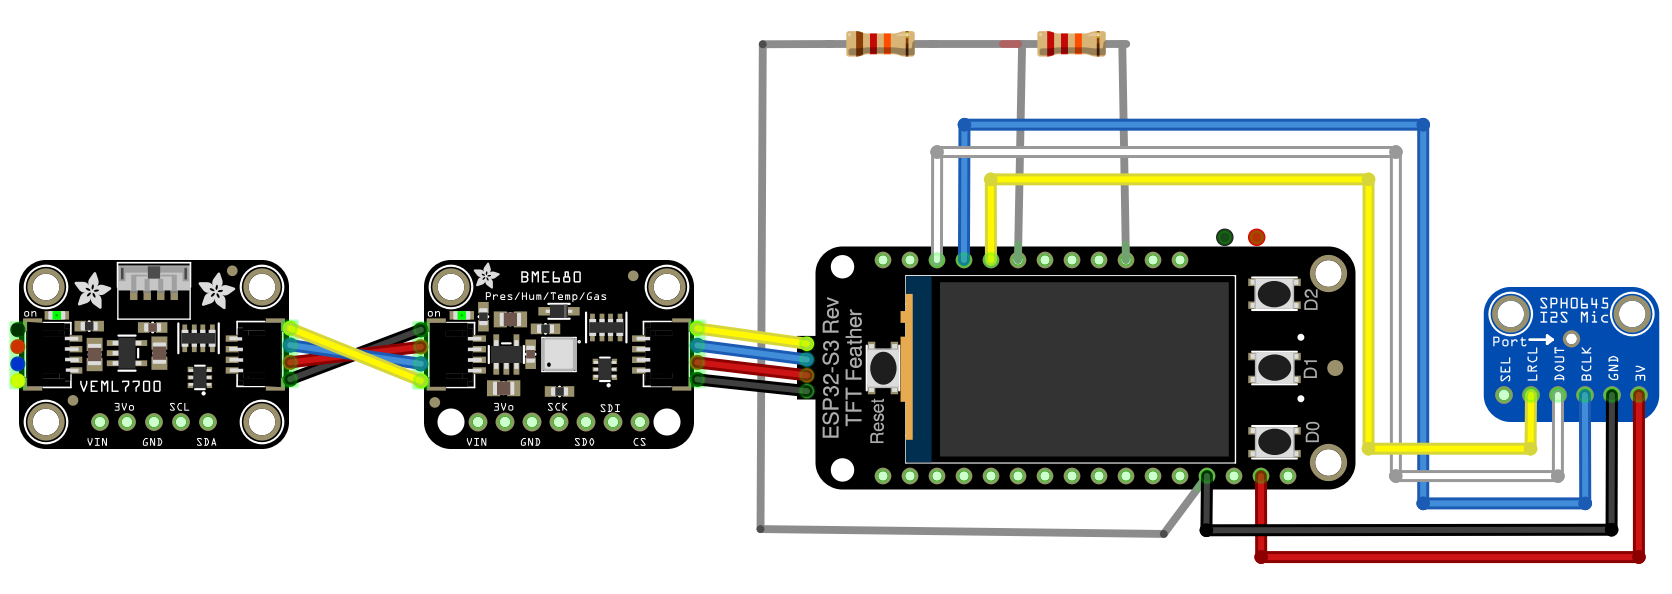 on
VEML7700
3Vo
SCL
VIN
GND
SDA
BME680
Pres/Hum/Temp/Gas
on
3Vo
SCK
SDI
VIN
GND
SDO
CS
ESP32-S3 Rev
TFT Feather
Reset
D2
D1
D0
SPH0645
I2S Mic
Port
SEL
LRCL
DOUT
BCLK
GND
3V